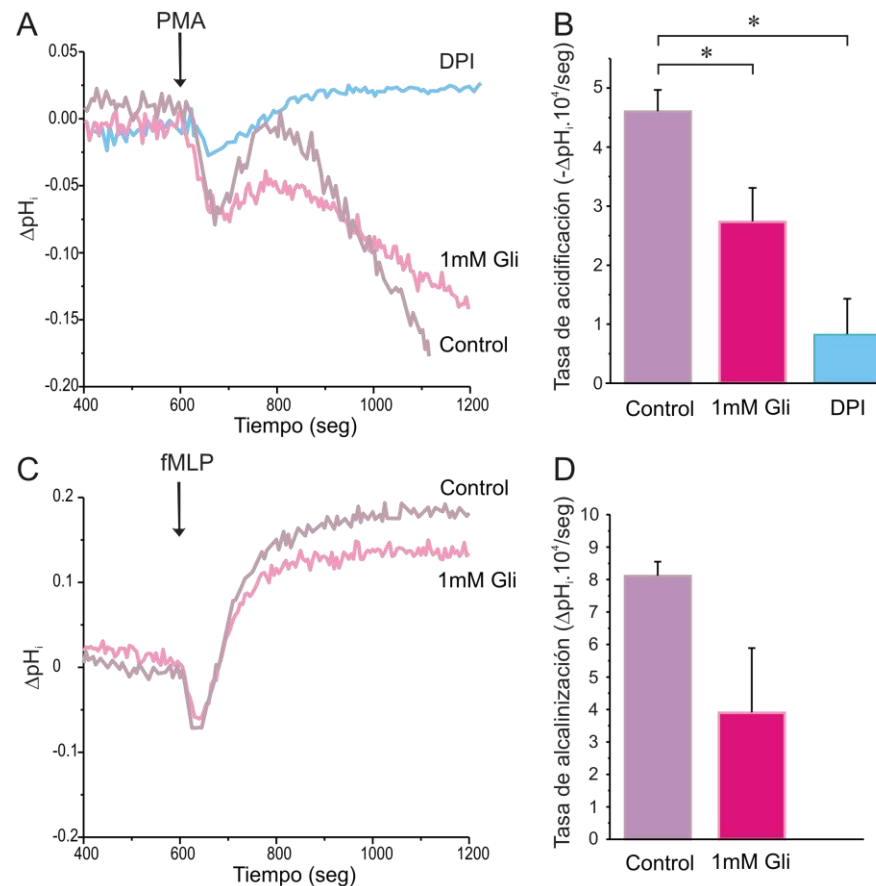 A
PMA
0.05
0.00
-0.05
-0.10
-0.15
-0.20
ΔpHᵢ
DPI
1mM Gli
Control
400 600 800 1000 1200
Tiempo (seg)
B
*
*
5
4
3
2
1
0
Tasa de acidificación (-ΔpHᵢ.10⁴/seg)
Control 1mM Gli DPI
C
fMLP
0.2
0.1
0
-0.1
-0.2
ΔpHᵢ
Control
1mM Gli
400 600 800 1000 1200
Tiempo (seg)
D
10
9
8
7
6
5
4
3
2
1
0
Tasa de alcalinización (ΔpHᵢ.10⁴/seg)
Control 1mM Gli